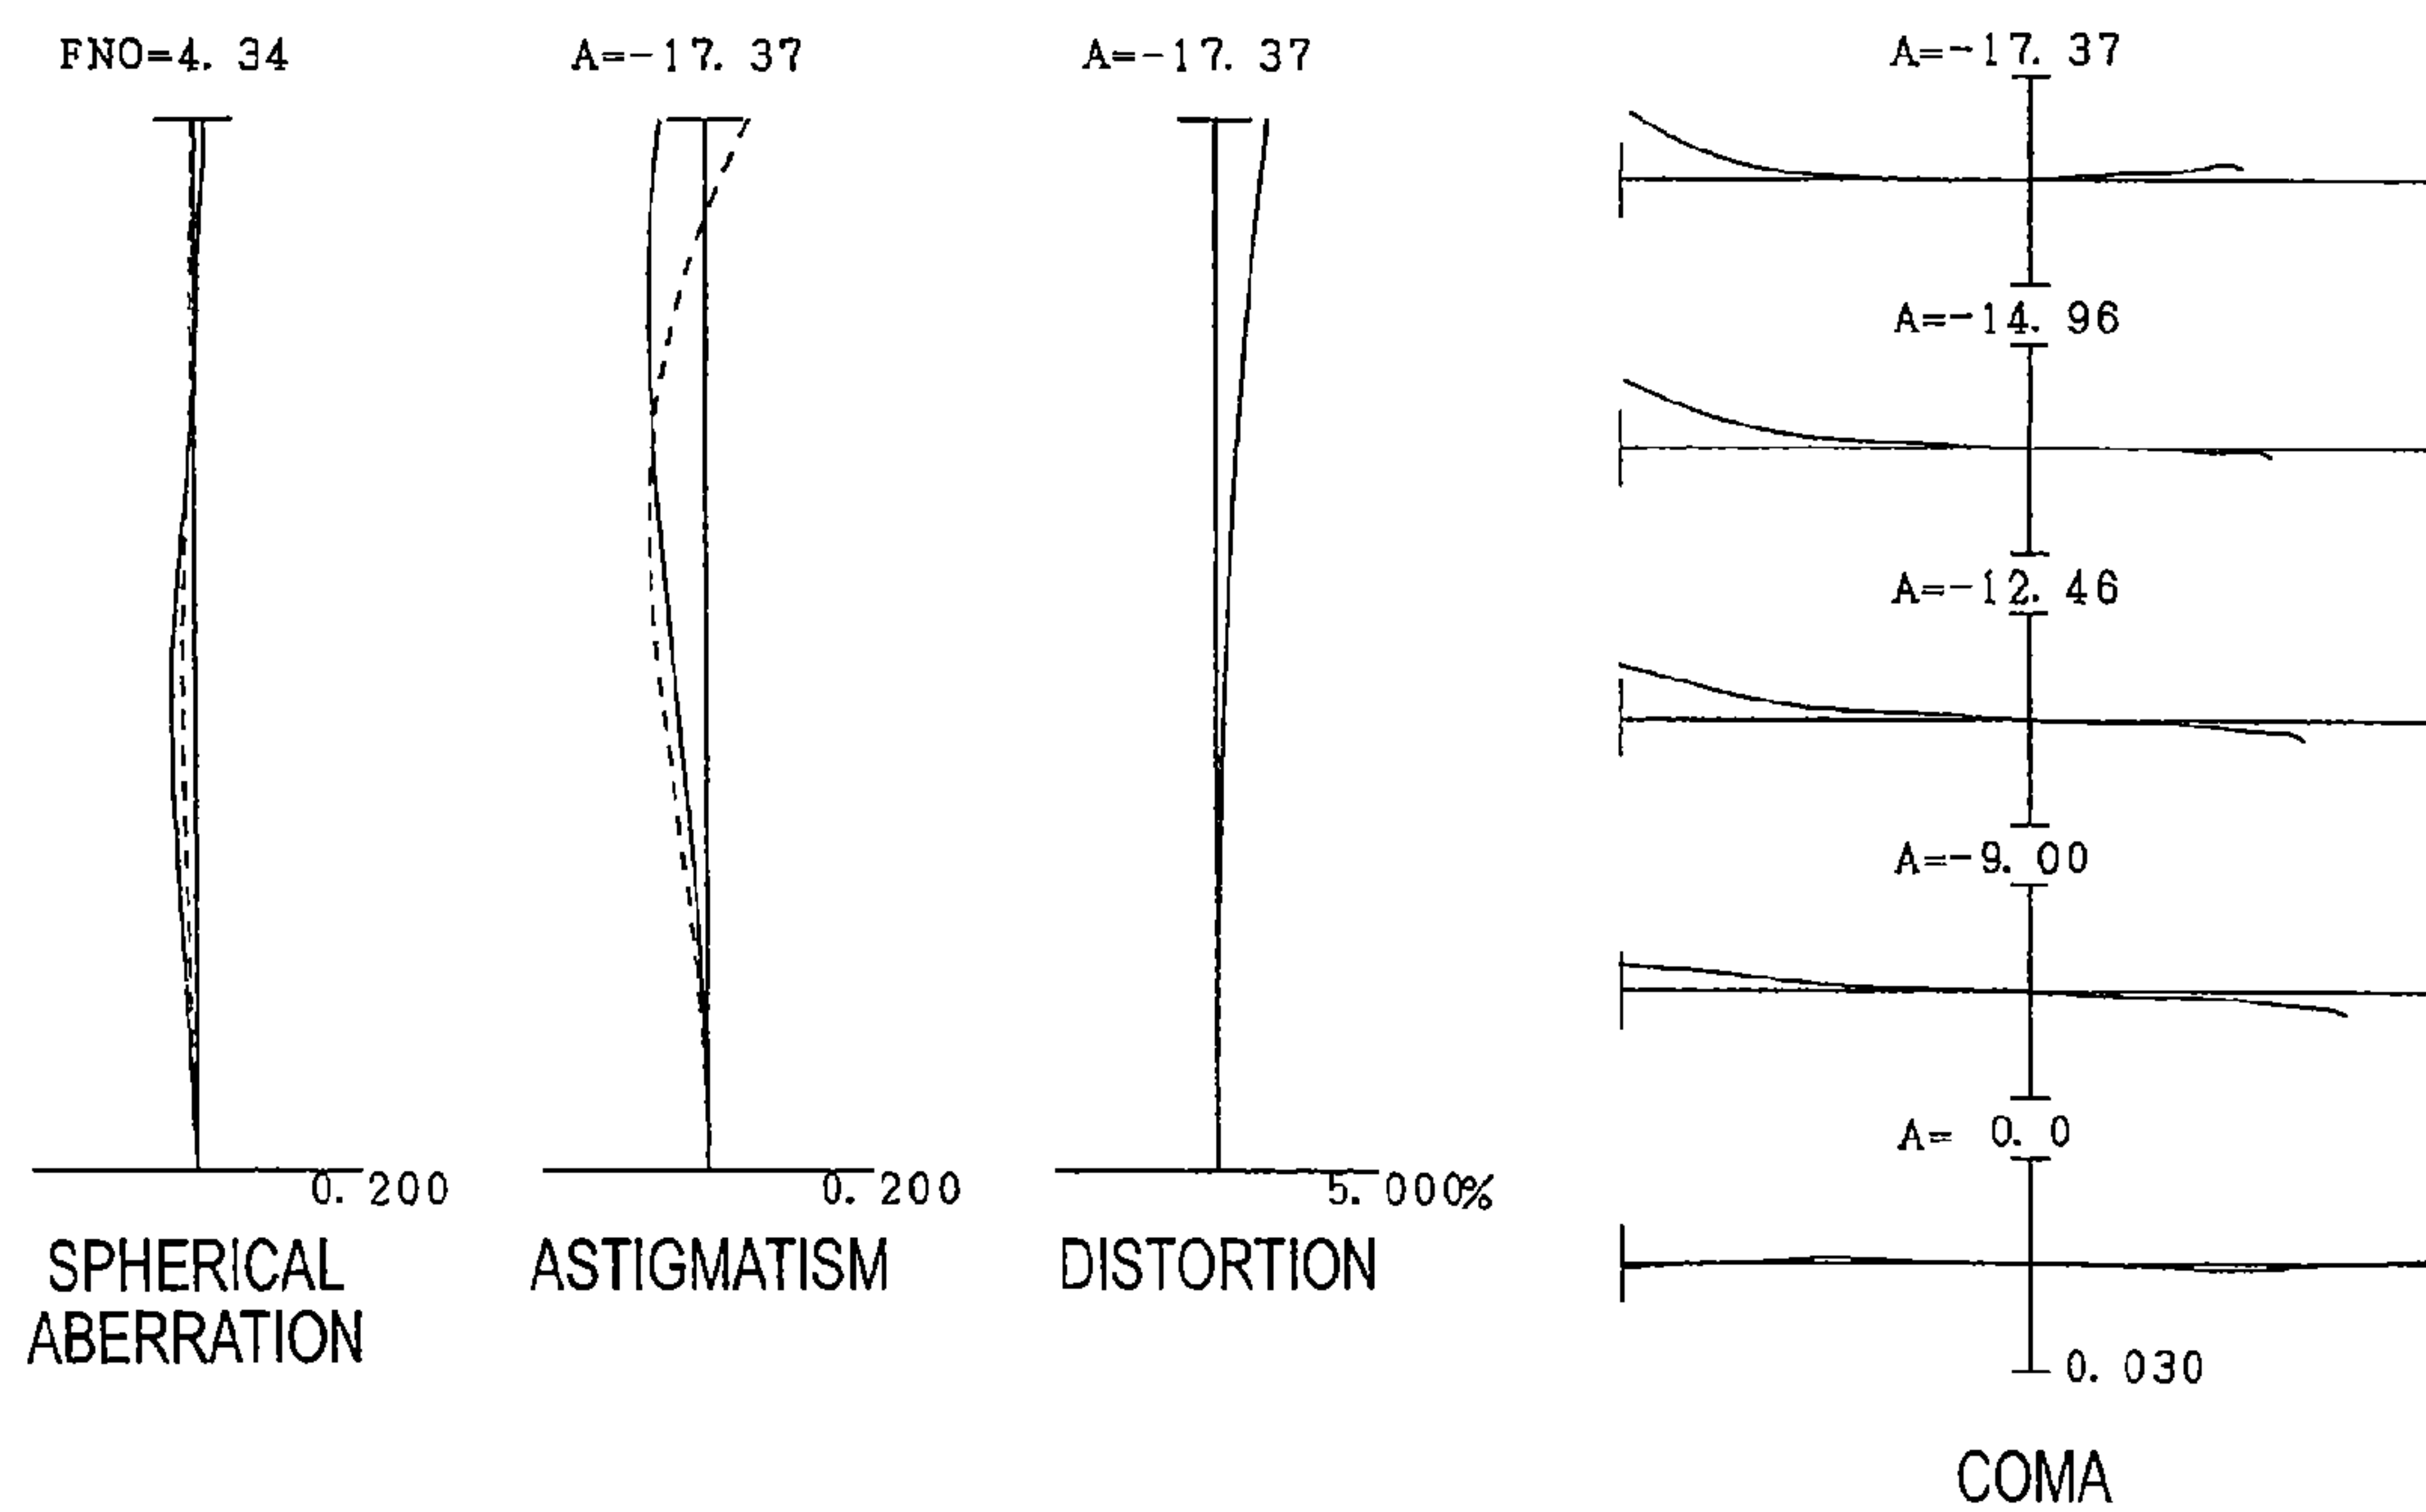 FNO=4. 34
A=-17. 37
A=-17. 37
A=-17. 37
A=-14. 96
A=-12. 46
A=-9. 00
A= 0. 0
0. 200
0. 200
5. 000%
0. 030
SPHERICAL
ABERRATION
ASTIGMATISM
DISTORTION
COMA